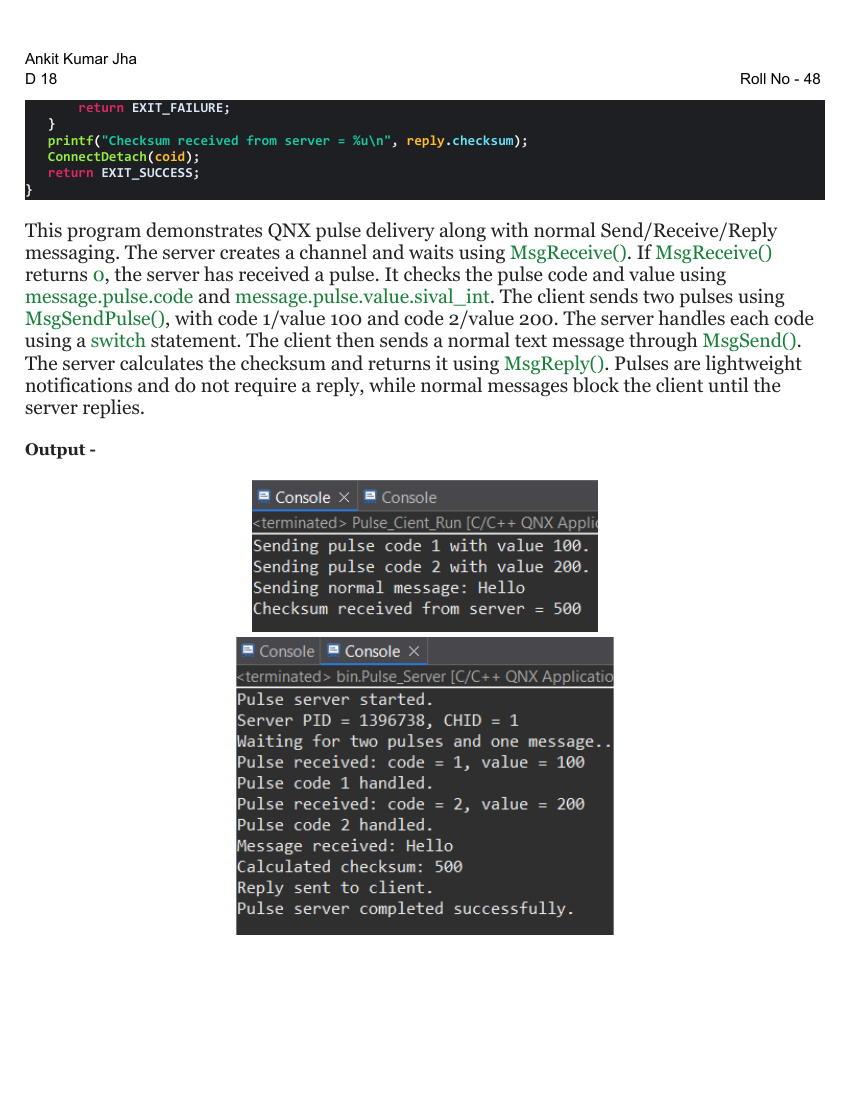 Ankit Kumar Jha
D 18
Roll No - 48
return EXIT_FAILURE;
}
printf("Checksum received from server = %u\n", reply.checksum);
ConnectDetach(coid);
return EXIT_SUCCESS;
}
This program demonstrates QNX pulse delivery along with normal Send/Receive/Reply
messaging. The server creates a channel and waits using MsgReceive(). If MsgReceive()
returns 0, the server has received a pulse. It checks the pulse code and value using
message.pulse.code and message.pulse.value.sival_int. The client sends two pulses using
MsgSendPulse(), with code 1/value 100 and code 2/value 200. The server handles each code
using a switch statement. The client then sends a normal text message through MsgSend().
The server calculates the checksum and returns it using MsgReply(). Pulses are lightweight
notifications and do not require a reply, while normal messages block the client until the
server replies.
Output -
Console × Console
<terminated> Pulse_Cient_Run [C/C++ QNX Applic
Sending pulse code 1 with value 100.
Sending pulse code 2 with value 200.
Sending normal message: Hello
Checksum received from server = 500
Console Console ×
<terminated> bin.Pulse_Server [C/C++ QNX Applicatio
Pulse server started.
Server PID = 1396738, CHID = 1
Waiting for two pulses and one message..
Pulse received: code = 1, value = 100
Pulse code 1 handled.
Pulse received: code = 2, value = 200
Pulse code 2 handled.
Message received: Hello
Calculated checksum: 500
Reply sent to client.
Pulse server completed successfully.